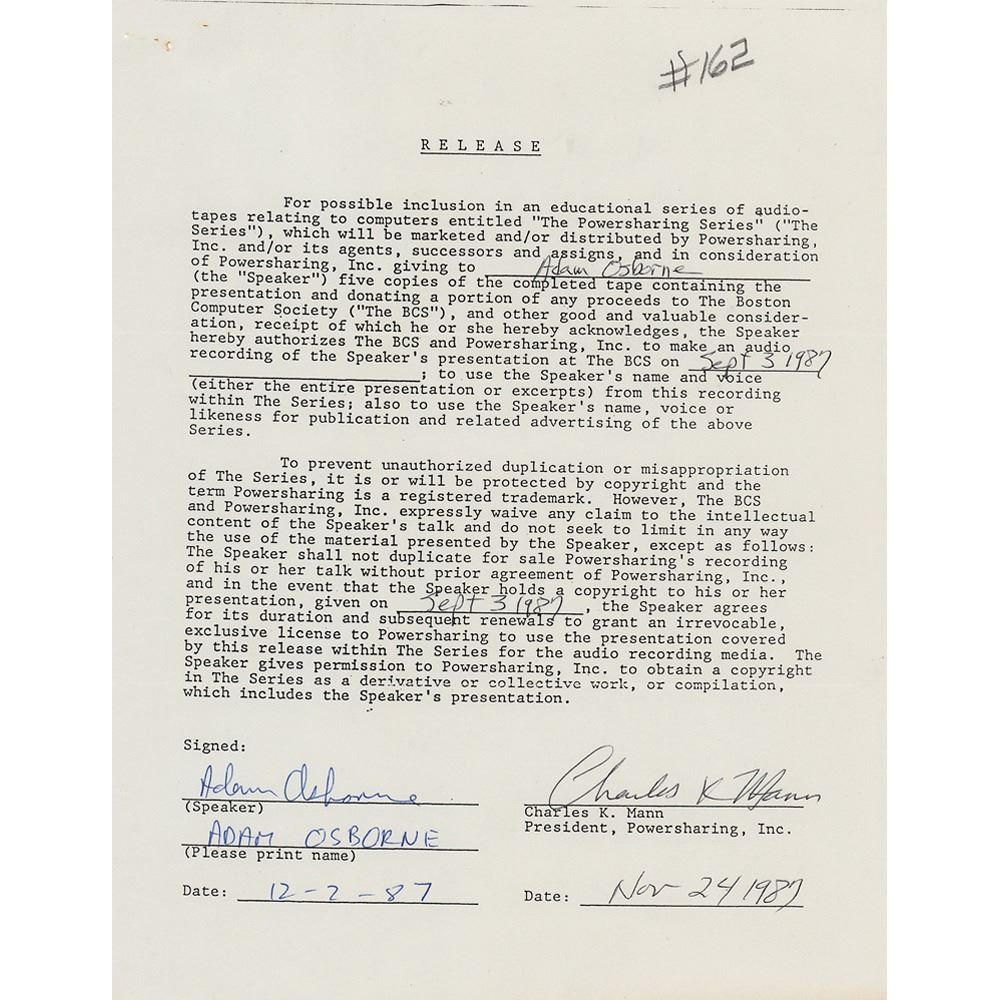 #162
RELEASE
For possible inclusion in an educational series of audio-
tapes relating to computers entitled "The Powersharing Series" ("The
Series"), which will be marketed and/or distributed by Powersharing,
Inc. and/or its agents, successors and assigns, and in consideration
of Powersharing, Inc. giving to Adam Osborne
(the "Speaker") five copies of the completed tape containing the
presentation and donating a portion of any proceeds to The Boston
Computer Society ("The BCS"), and other good and valuable consider-
ation, receipt of which he or she hereby acknowledges, the Speaker
hereby authorizes The BCS and Powersharing, Inc. to make an audio
recording of the Speaker's presentation at The BCS on Sept 3 1987
; to use the Speaker's name and voice
(either the entire presentation or excerpts) from this recording
within The Series; also to use the Speaker's name, voice or
likeness for publication and related advertising of the above
Series.
To prevent unauthorized duplication or misappropriation
of The Series, it is or will be protected by copyright and the
term Powersharing is a registered trademark. However, The BCS
and Powersharing, Inc. expressly waive any claim to the intellectual
content of the Speaker's talk and do not seek to limit in any way
the use of the material presented by the Speaker, except as follows:
The Speaker shall not duplicate for sale Powersharing's recording
of his or her talk without prior agreement of Powersharing, Inc.,
and in the event that the Speaker holds a copyright to his or her
presentation, given on Sept 3 1987, the Speaker agrees
for its duration and subsequent renewals to grant an irrevocable,
exclusive license to Powersharing to use the presentation covered
by this release within The Series for the audio recording media. The
Speaker gives permission to Powersharing, Inc. to obtain a copyright
in The Series as a derivative or collective work, or compilation,
which includes the Speaker's presentation.
Signed:
Adam Osborne
(Speaker)
ADAM OSBORNE
(Please print name)
Date: 12-2-87
Charles K Mann
Charles K. Mann
President, Powersharing, Inc.
Date: Nov 24 1987